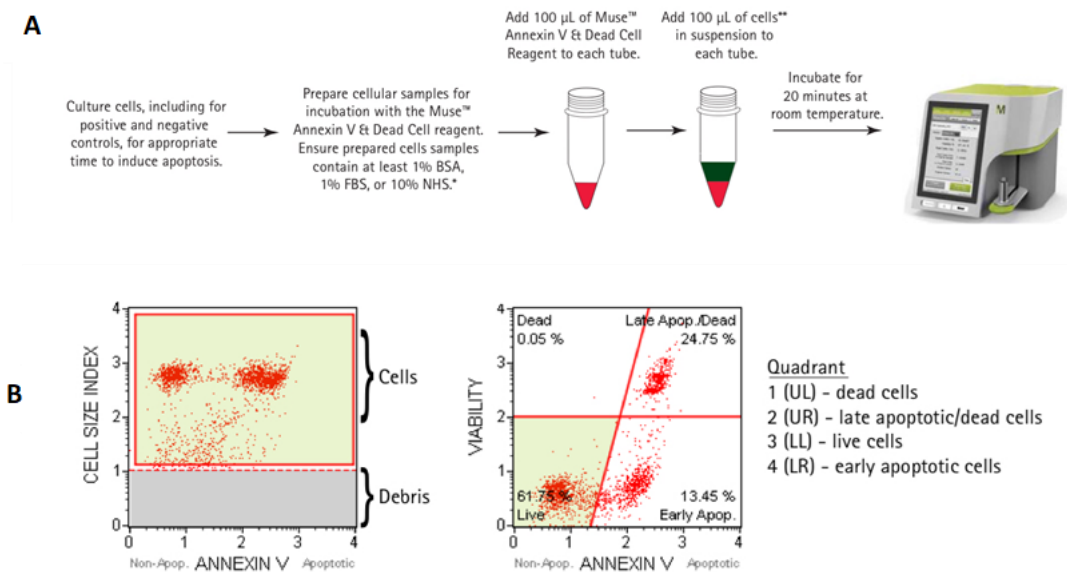 A
Culture cells, including for
positive and negative
controls, for appropriate
time to induce apoptosis.
Prepare cellular samples for
incubation with the Muse™
Annexin V & Dead Cell reagent.
Ensure prepared cells samples
contain at least 1% BSA,
1% FBS, or 10% NHS.*
Add 100 µL of Muse™
Annexin V & Dead Cell
Reagent to each tube.
Add 100 µL of cells**
in suspension to
each tube.
Incubate for
20 minutes at
room temperature.
M
B
CELL SIZE INDEX
4
3
2
1
0
0 1 2 3 4
Non-Apop. ANNEXIN V Apoptotic
Cells
Debris
VIABILITY
4
3
2
1
0
0 1 2 3 4
Non-Apop. ANNEXIN V Apoptotic
Dead
0.05 %
Late Apop./Dead
24.75 %
61.75 %
Live
13.45 %
Early Apop.
Quadrant
1 (UL) – dead cells
2 (UR) – late apoptotic/dead cells
3 (LL) – live cells
4 (LR) – early apoptotic cells